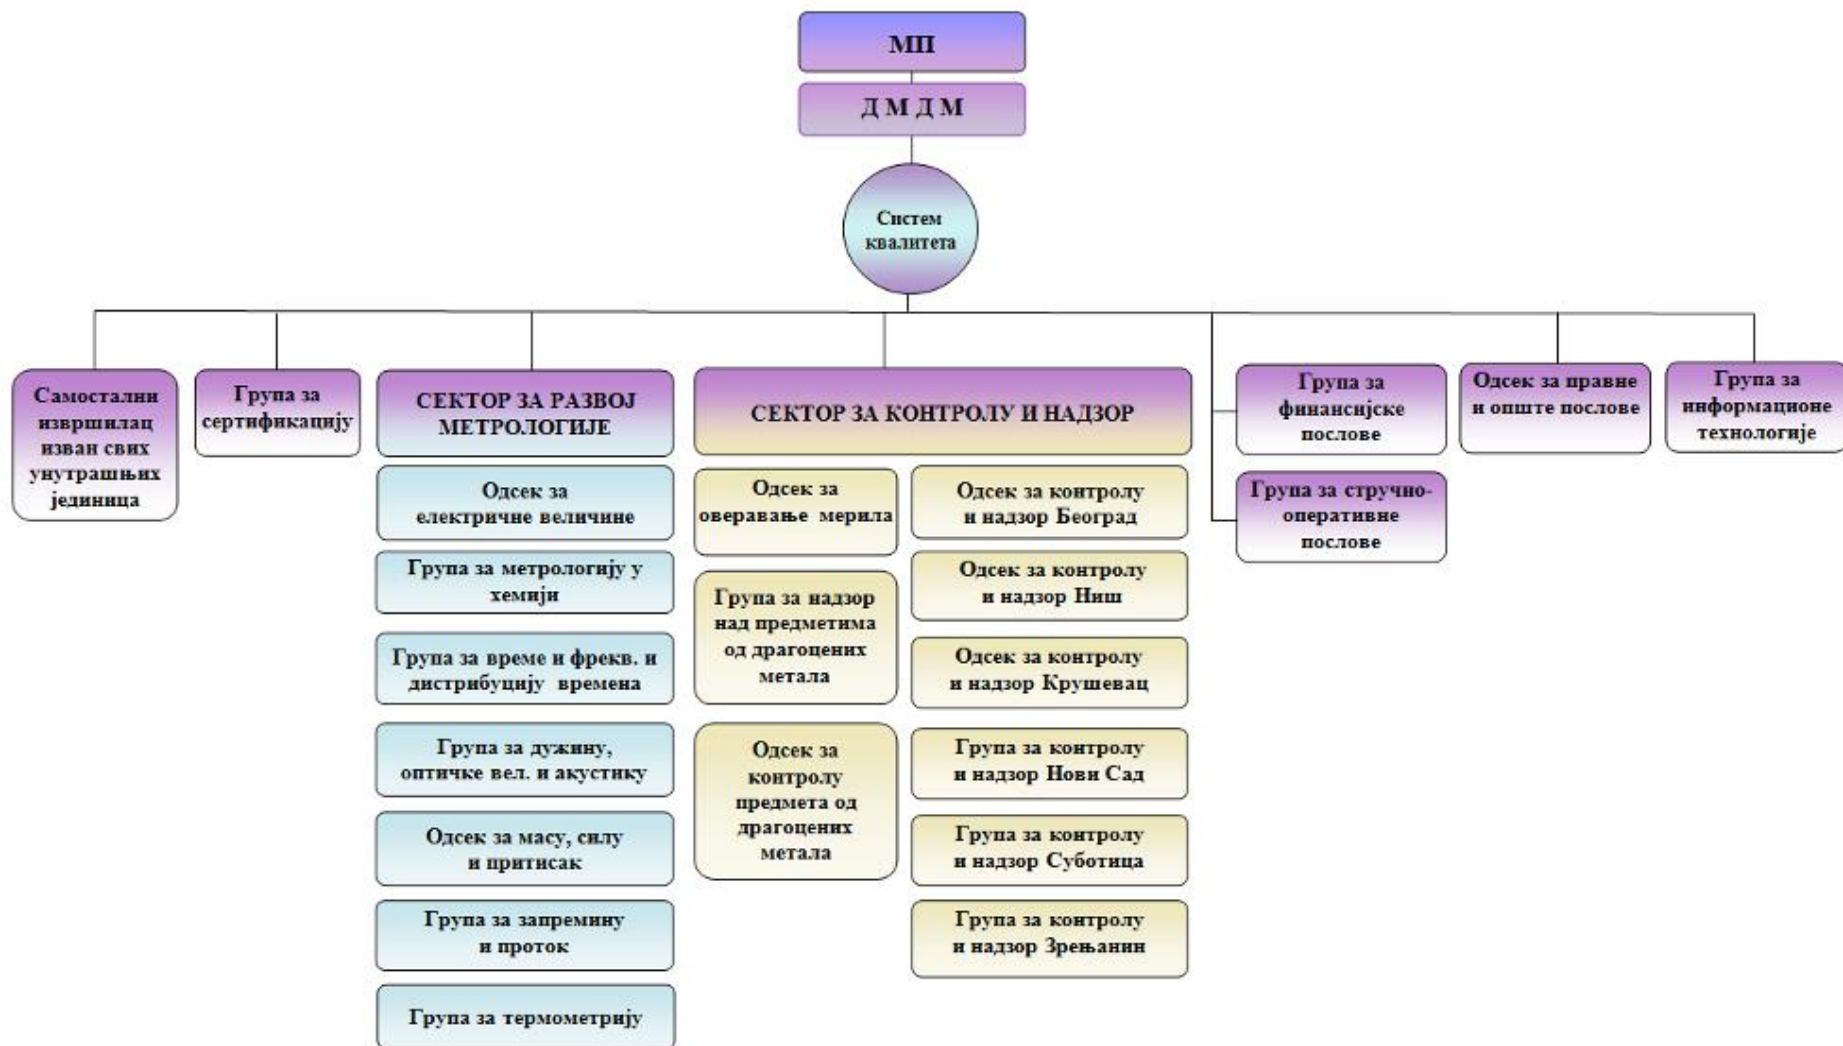 МП
Д М Д М
Систем
квалитета
Самостални
извршилац
изван свих
унутрашњих
јединица
Група за
сертификацију
СЕКТОР ЗА РАЗВОЈ
МЕТРОЛОГИЈЕ
Одсек за
електричне величине
Група за метрологију у
хемији
Група за време и фрекв. и
дистрибуцију времена
Група за дужину,
оптичке вел. и акустику
Одсек за масу, силу
и притисак
Група за запремину
и проток
Група за термометрију
СЕКТОР ЗА КОНТРОЛУ И НАДЗОР
Одсек за
оверавање мерила
Група за надзор
над предметима
од драгоцених
метала
Одсек за
контролу
предмета од
драгоцених
метала
Одсек за контролу
и надзор Београд
Одсек за контролу
и надзор Ниш
Одсек за контролу
и надзор Крушевац
Група за контролу
и надзор Нови Сад
Група за контролу
и надзор Суботица
Група за контролу
и надзор Зрењанин
Група за
финансијске
послове
Група за стручно-
оперативне
послове
Одсек за правне
и опште послове
Група за
информационе
технологије